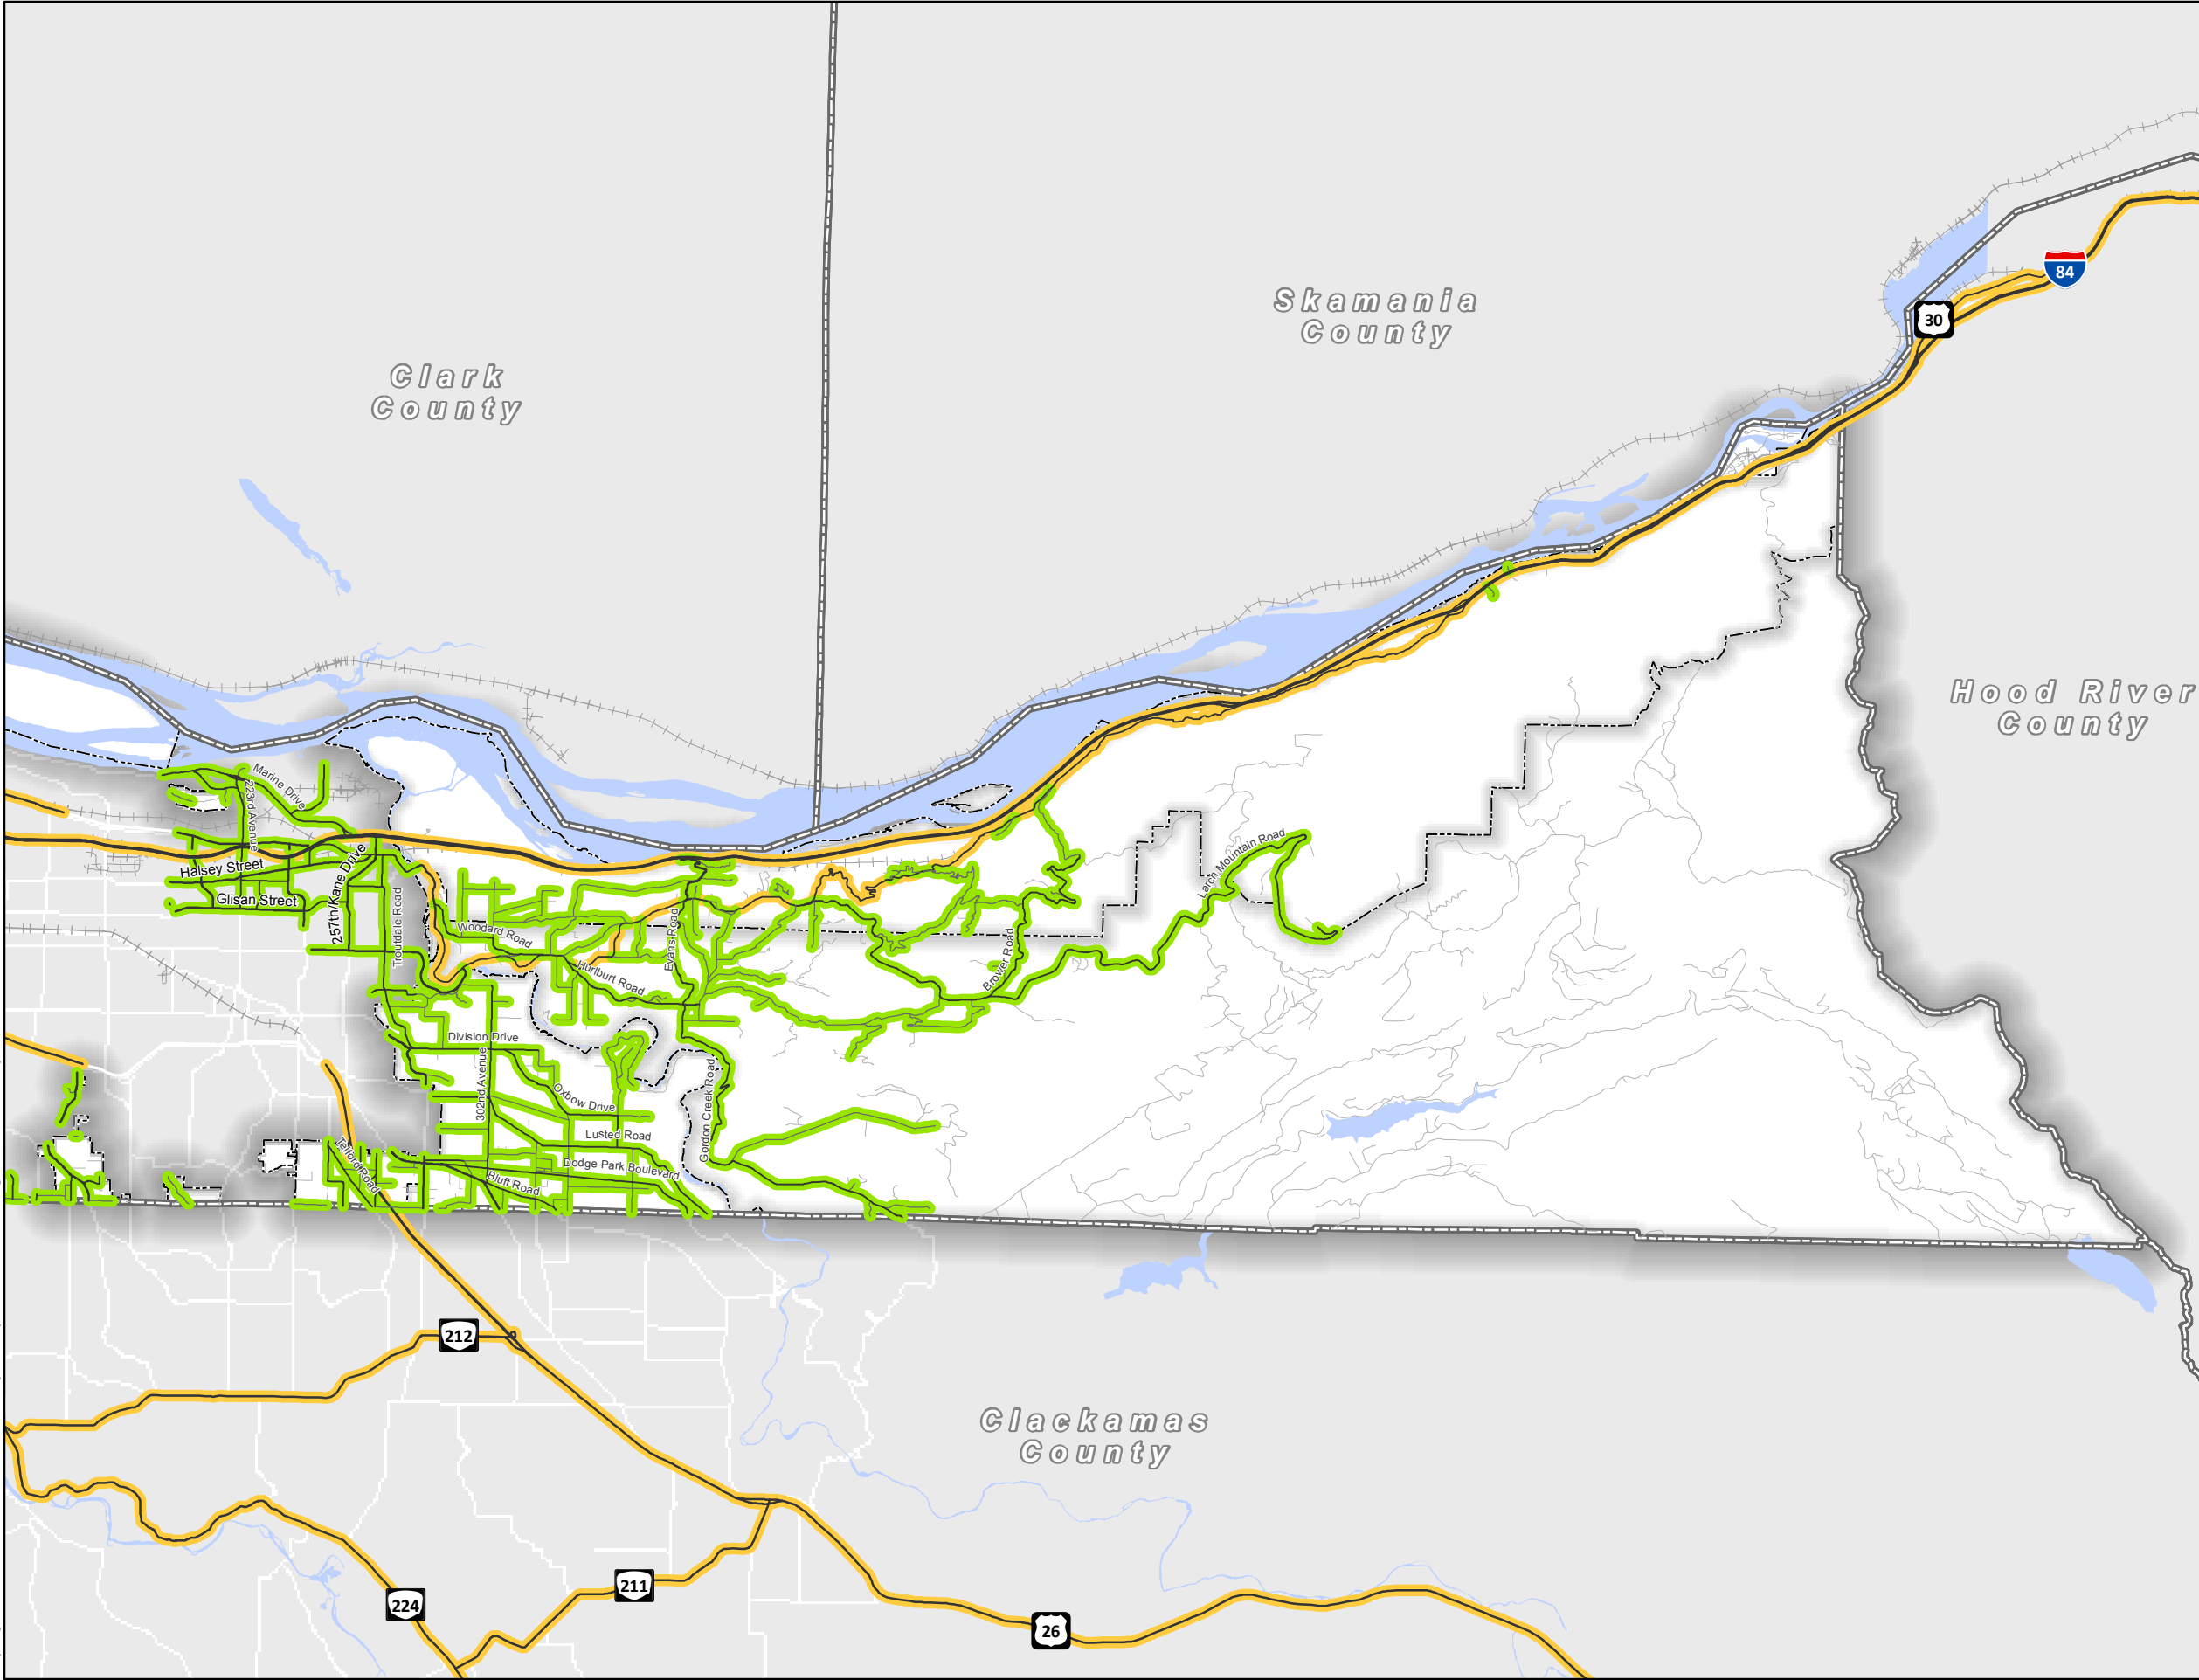 84
Skamania
County
30
Clark
County
Hood River
County
Marine Drive
223rd Avenue
Halsey Street
257th/Kane Drive
Glisan Street
Troutdale Road
Larch Mountain Road
Woodard Road
Evans Road
Hurlburt Road
Brower Road
Division Drive
302nd Avenue
Oxbow Drive
Gordon Creek Road
Lusted Road
Telford Road
Dodge Park Boulevard
Bluff Road
212
Clackamas
County
211
224
26